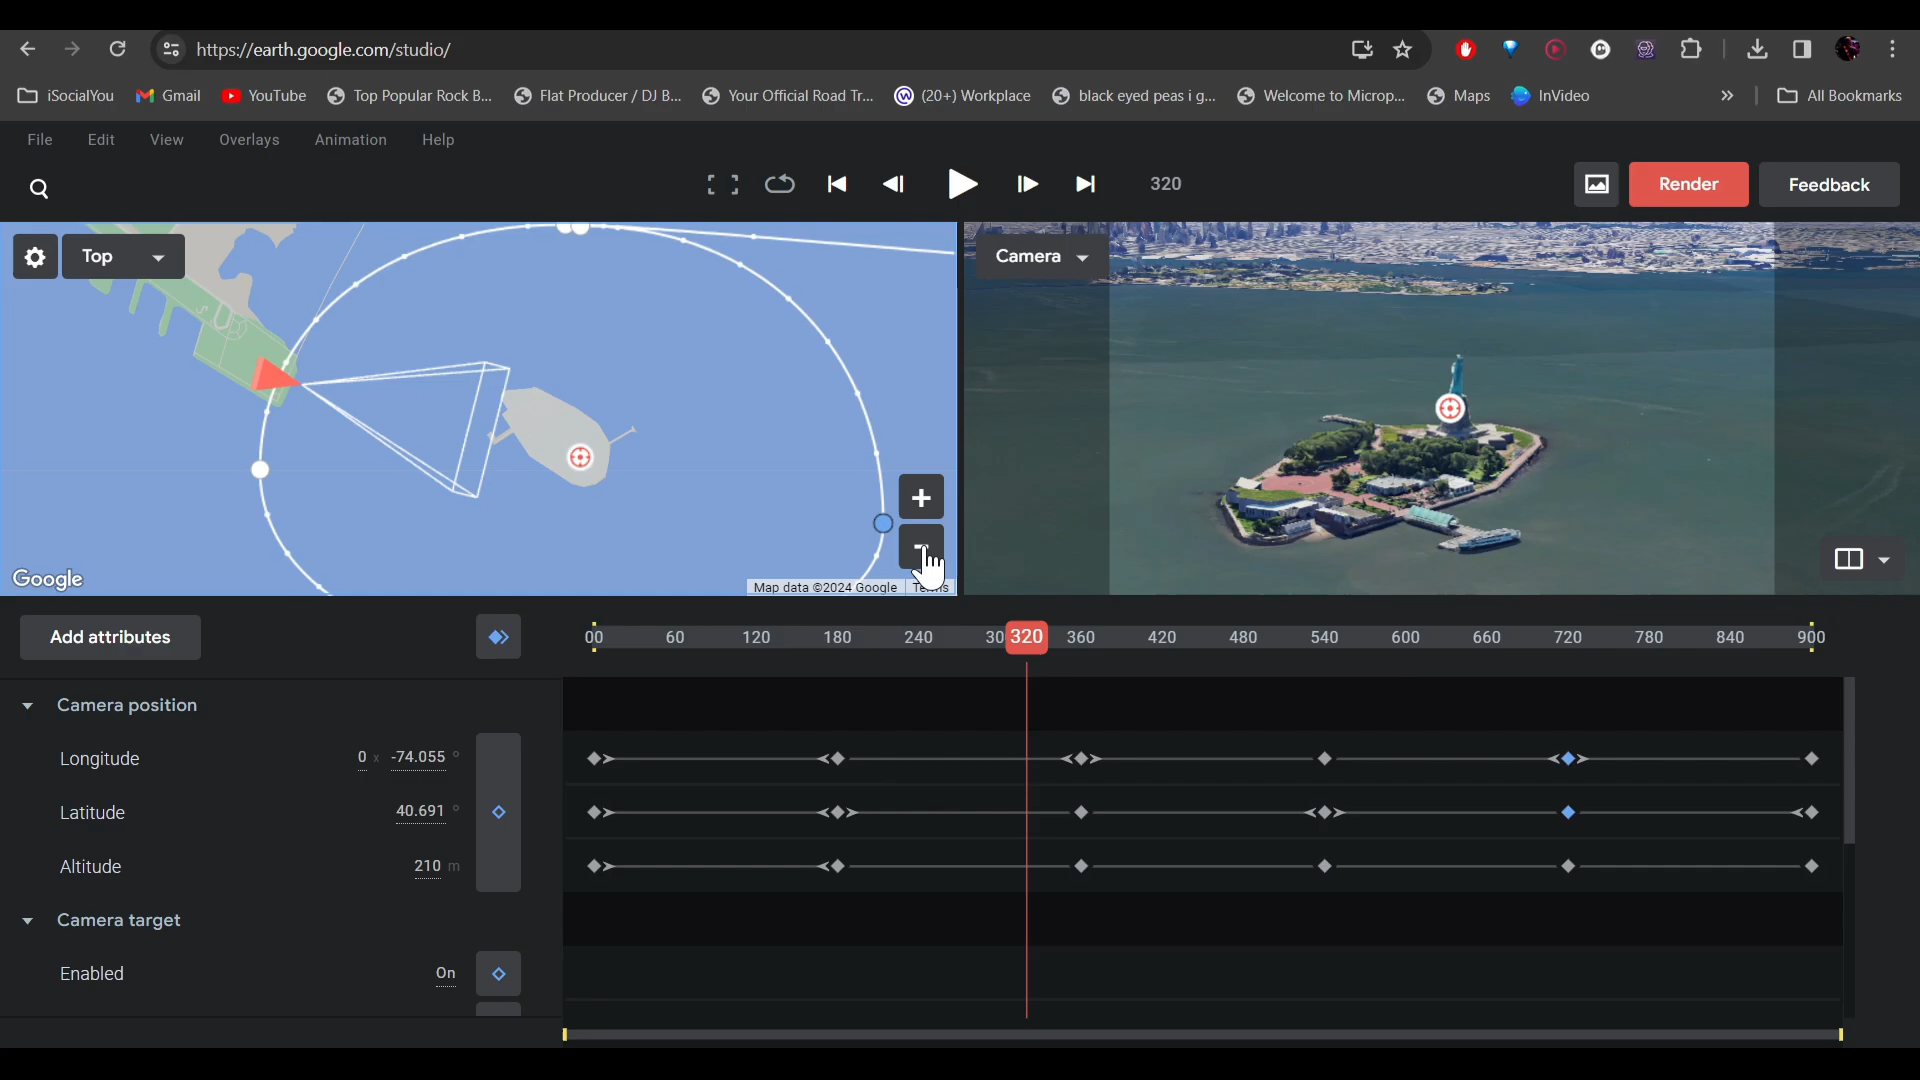 https://earth.google.com/studio/
iSocialYou Gmail YouTube Top Popular Rock B... Flat Producer / DJ B... Your Official Road Tr... (20+) Workplace black eyed peas i g... Welcome to Microp... Maps InVideo » All Bookmarks
File Edit View Overlays Animation Help
320 Render Feedback
Top Camera
Google Map data ©2024 Google
Add attributes 00 60 120 180 240 30 320 360 420 480 540 600 660 720 780 840 900
Camera position
Longitude 0 x -74.055 °
Latitude 40.691 °
Altitude 210 m
Camera target
Enabled On